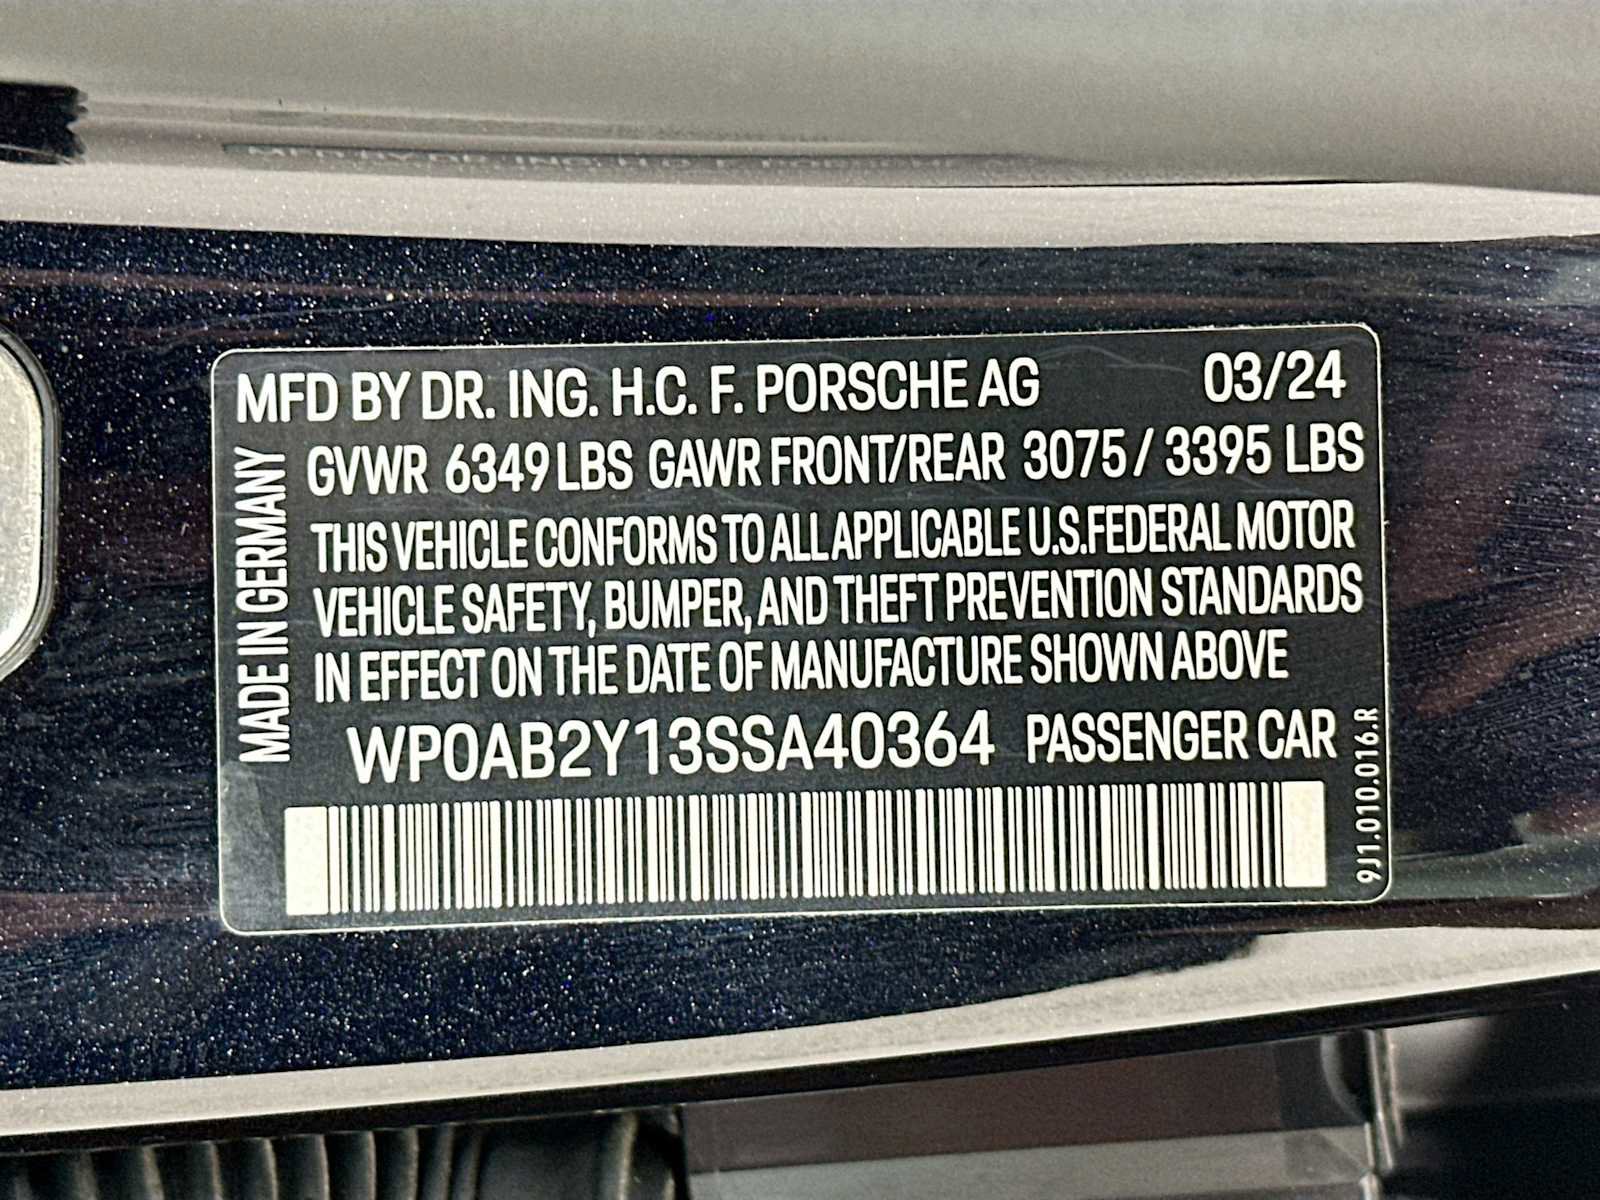 MFD BY DR. ING. H.C. F. PORSCHE AG 03/24
GVWR 6349 LBS GAWR FRONT/REAR 3075 / 3395 LBS
THIS VEHICLE CONFORMS TO ALL APPLICABLE U.S.FEDERAL MOTOR
VEHICLE SAFETY, BUMPER, AND THEFT PREVENTION STANDARDS
IN EFFECT ON THE DATE OF MANUFACTURE SHOWN ABOVE
WP0AB2Y13SSA40364 PASSENGER CAR
MADE IN GERMANY
9J1.010.016.R